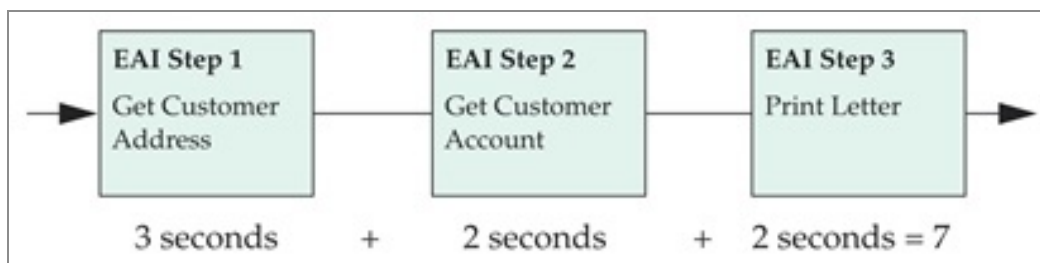 EAI Step 1
Get Customer
Address
EAI Step 2
Get Customer
Account
EAI Step 3
Print Letter
3 seconds + 2 seconds + 2 seconds = 7